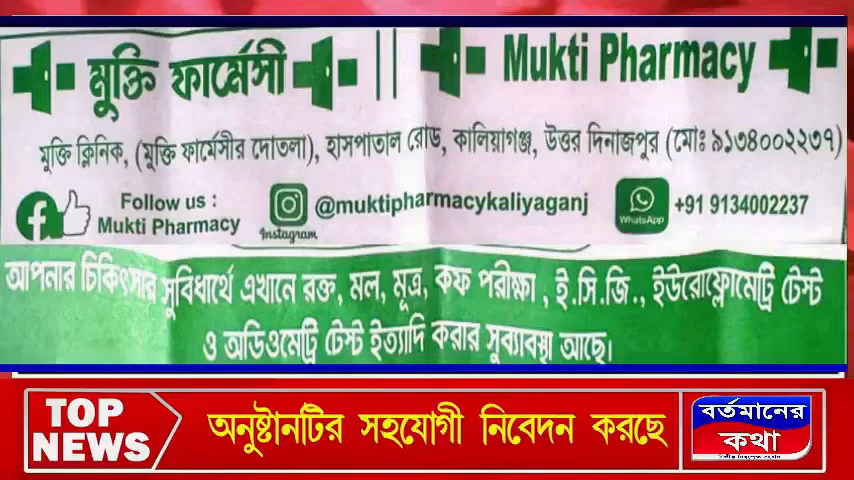 মুক্তি ফার্মেসী || Mukti Pharmacy
মুক্তি ক্লিনিক, (মুক্তি ফার্মেসীর দোতলা), হাসপাতাল রোড, কালিয়াগঞ্জ, উত্তর দিনাজপুর (মোঃ ৯১৩৪০০২২৩৭)
Follow us :
Mukti Pharmacy
Instagram
@muktipharmacykaliyaganj
WhatsApp
+91 9134002237
আপনার চিকিৎসার সুবিধার্থে এখানে রক্ত, মল, মূত্র, কফ পরীক্ষা , ই.সি.জি., ইউরোফ্লোমেট্রি টেস্ট
ও অডিওমেট্রি টেস্ট ইত্যাদি করার সুব্যবস্থা আছে।
TOP
NEWS
অনুষ্টানটির সহযোগী নিবেদন করছে
বর্তমানের
কথা